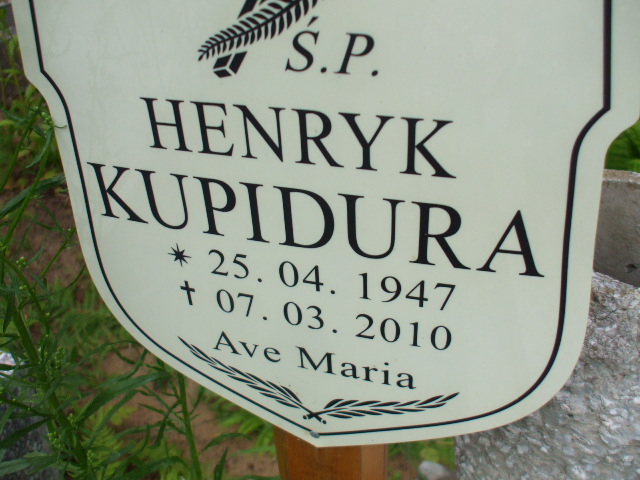 Ś.P.
HENRYK
KUPIDURA
* 25. 04. 1947
† 07. 03. 2010
Ave Maria